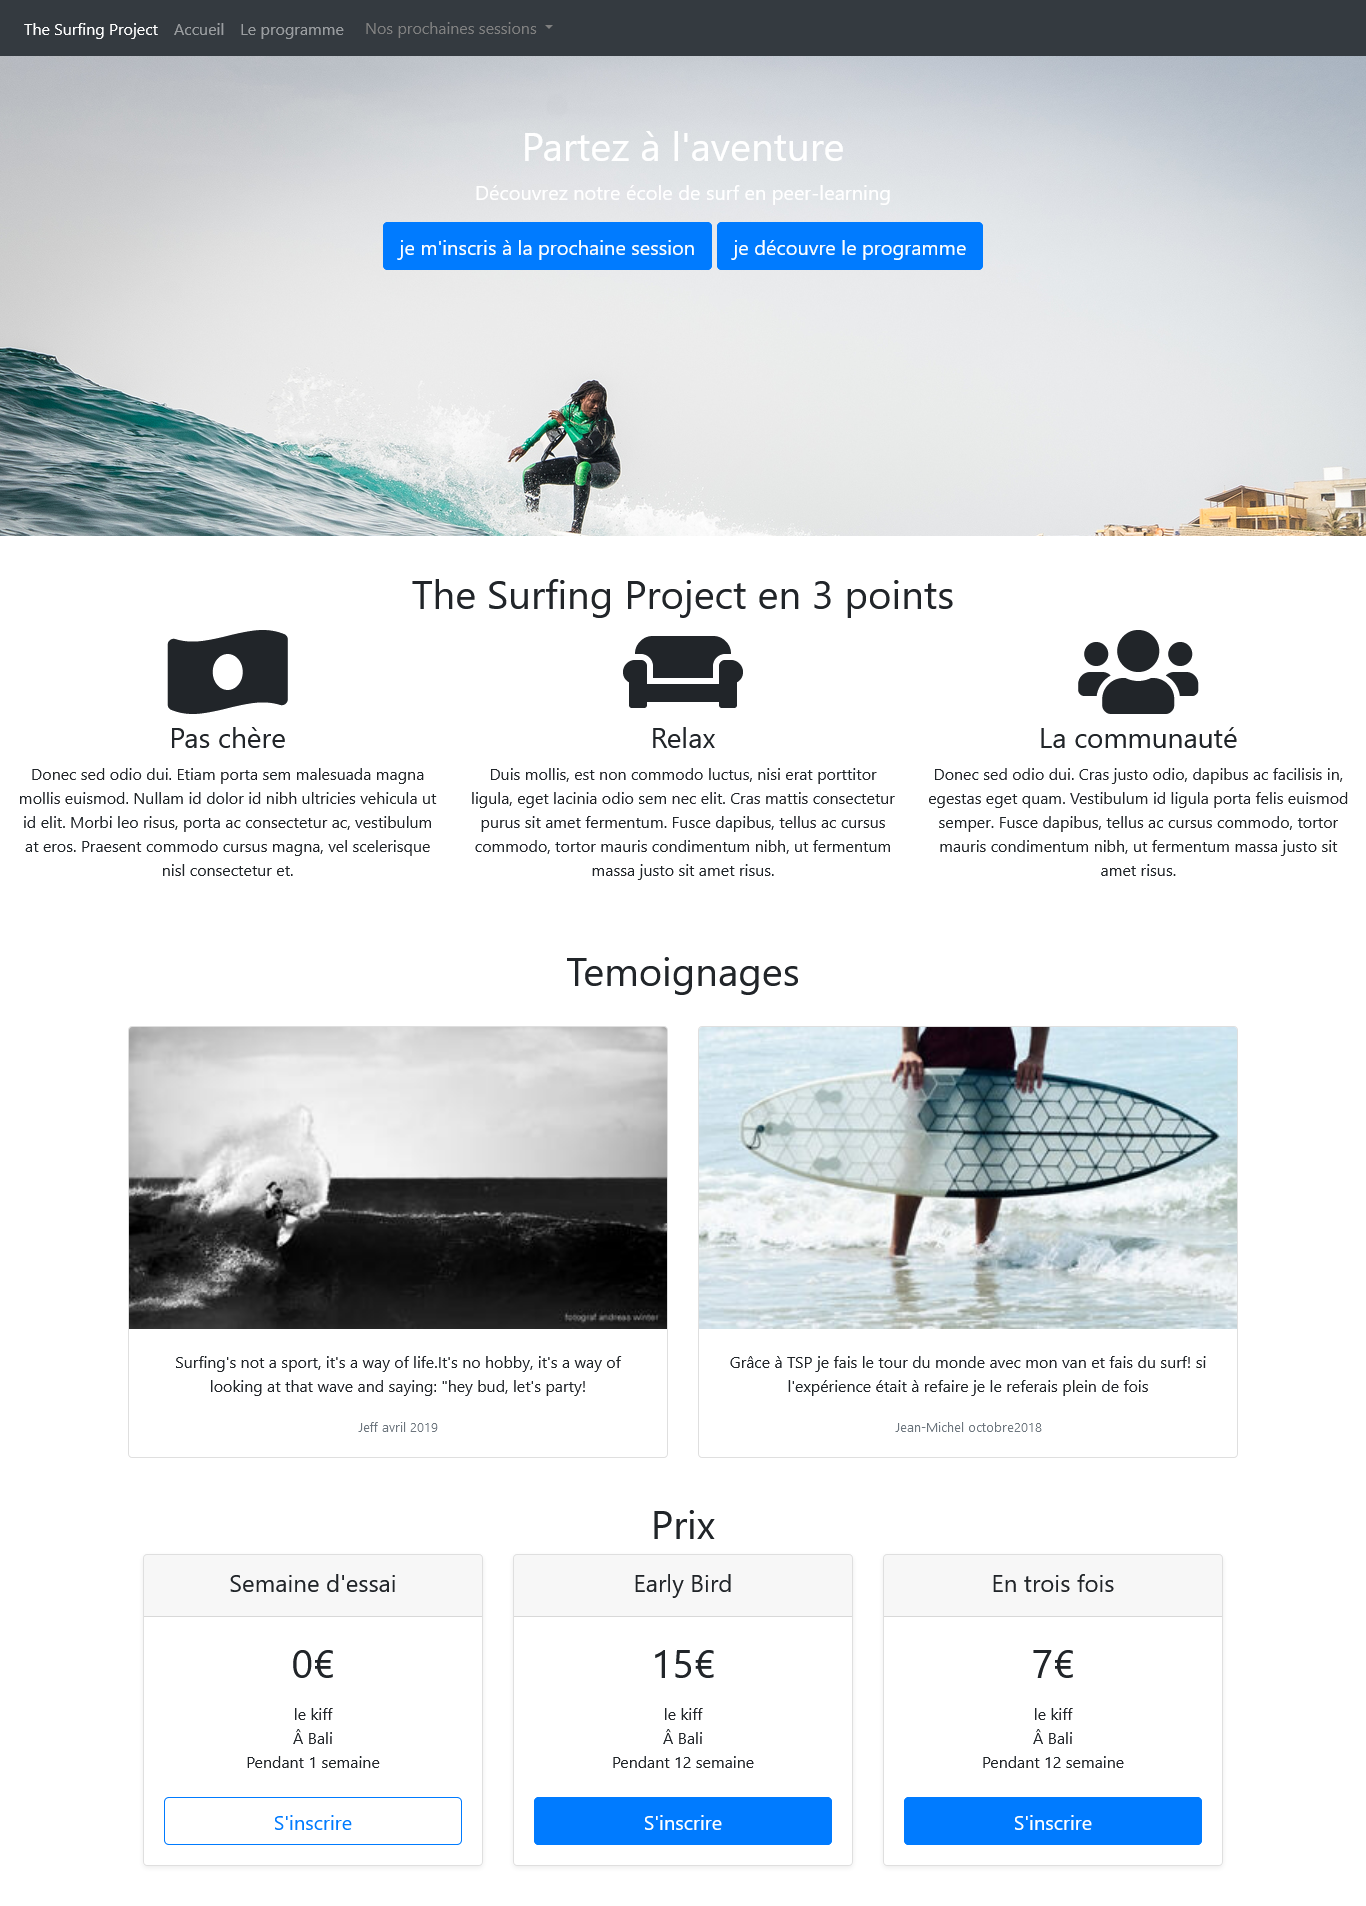 The Surfing Project Accueil Le programme Nos prochaines sessions
Partez à l'aventure
Découvrez notre école de surf en peer-learning
je m'inscris à la prochaine session je découvre le programme
The Surfing Project en 3 points
Pas chère
Donec sed odio dui. Etiam porta sem malesuada magna
mollis euismod. Nullam id dolor id nibh ultricies vehicula ut
id elit. Morbi leo risus, porta ac consectetur ac, vestibulum
at eros. Praesent commodo cursus magna, vel scelerisque
nisl consectetur et.
Relax
Duis mollis, est non commodo luctus, nisi erat porttitor
ligula, eget lacinia odio sem nec elit. Cras mattis consectetur
purus sit amet fermentum. Fusce dapibus, tellus ac cursus
commodo, tortor mauris condimentum nibh, ut fermentum
massa justo sit amet risus.
La communauté
Donec sed odio dui. Cras justo odio, dapibus ac facilisis in,
egestas eget quam. Vestibulum id ligula porta felis euismod
semper. Fusce dapibus, tellus ac cursus commodo, tortor
mauris condimentum nibh, ut fermentum massa justo sit
amet risus.
Temoignages
fotograf andreas winter
Surfing's not a sport, it's a way of life.It's no hobby, it's a way of
looking at that wave and saying: "hey bud, let's party!
Jeff avril 2019
Grâce à TSP je fais le tour du monde avec mon van et fais du surf! si
l'expérience était à refaire je le referais plein de fois
Jean-Michel octobre2018
Prix
Semaine d'essai
0€
le kiff
Â Bali
Pendant 1 semaine
S'inscrire
Early Bird
15€
le kiff
Â Bali
Pendant 12 semaine
S'inscrire
En trois fois
7€
le kiff
Â Bali
Pendant 12 semaine
S'inscrire